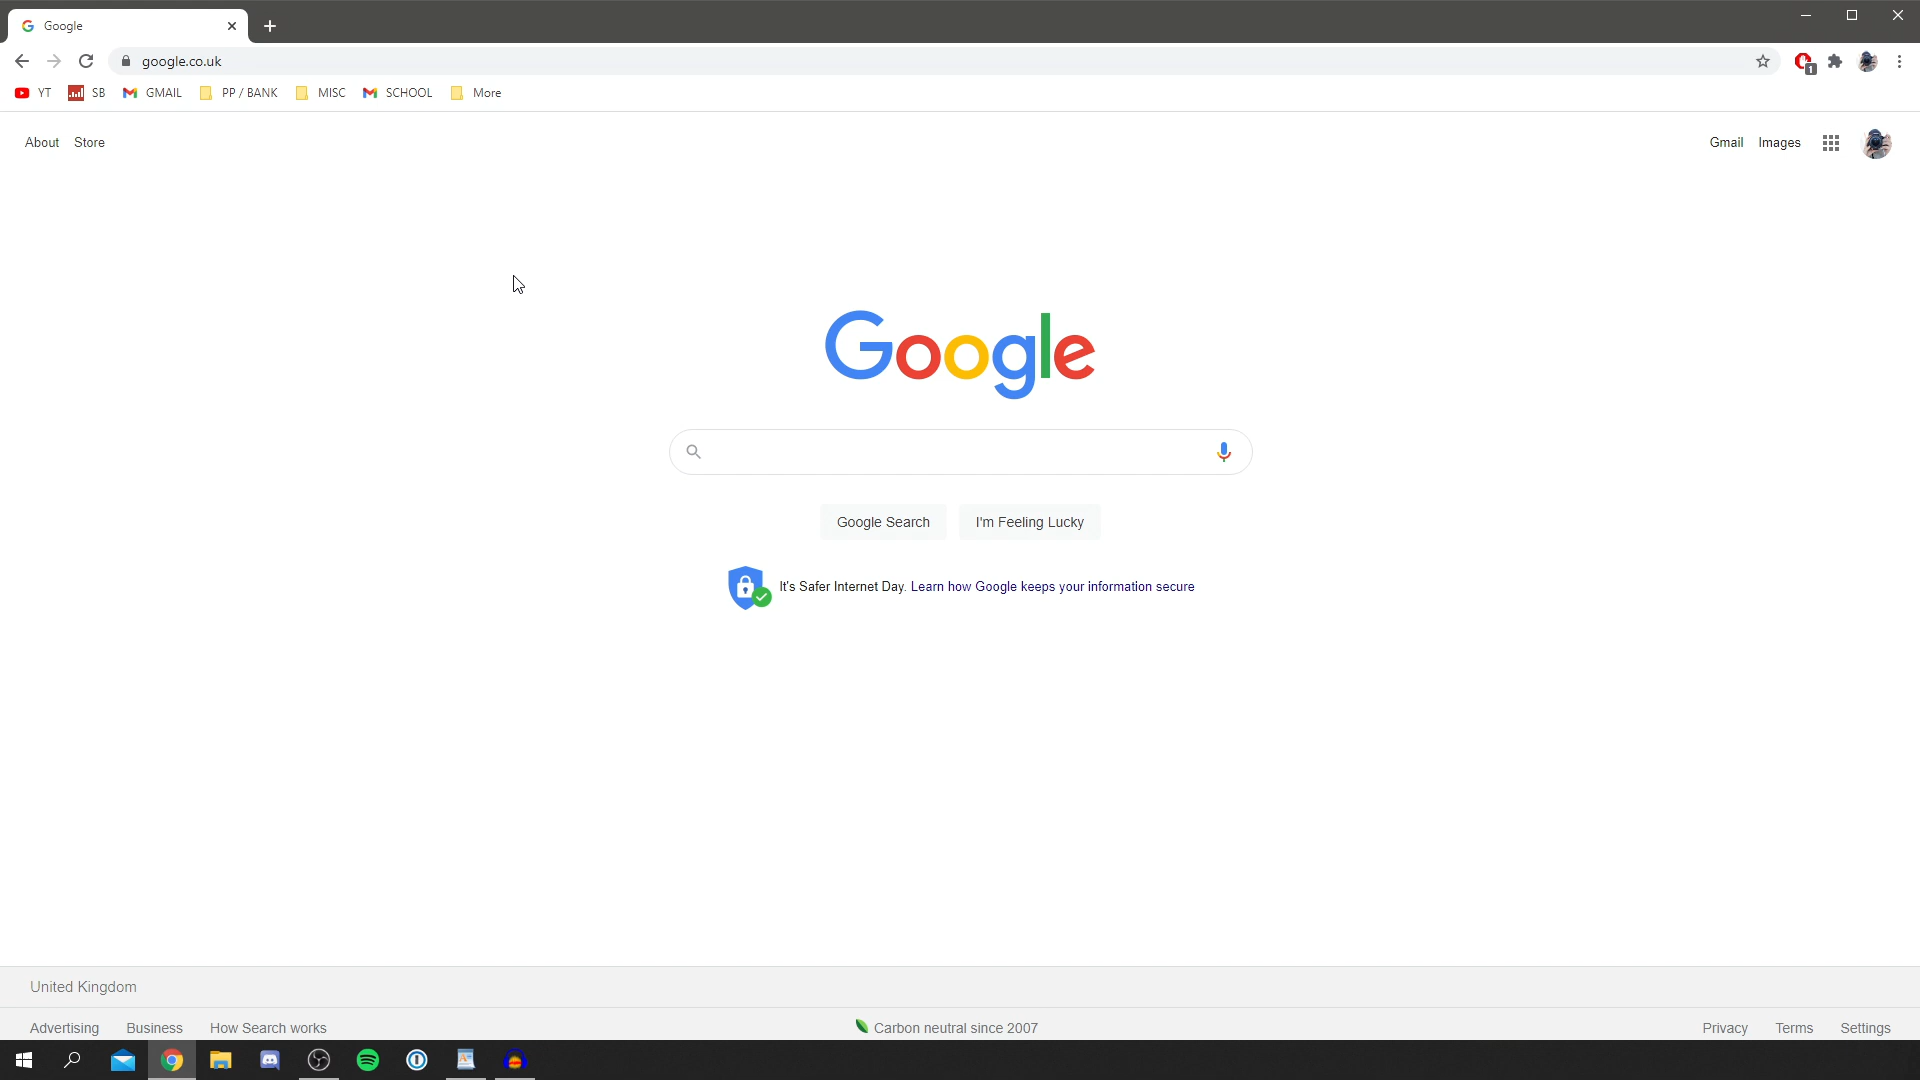 Google
google.co.uk
1
YT SB GMAIL PP / BANK MISC SCHOOL More
About Store
Gmail Images
Google
Google Search I'm Feeling Lucky
It's Safer Internet Day. Learn how Google keeps your information secure
United Kingdom
Advertising Business How Search works
Carbon neutral since 2007
Privacy Terms Settings